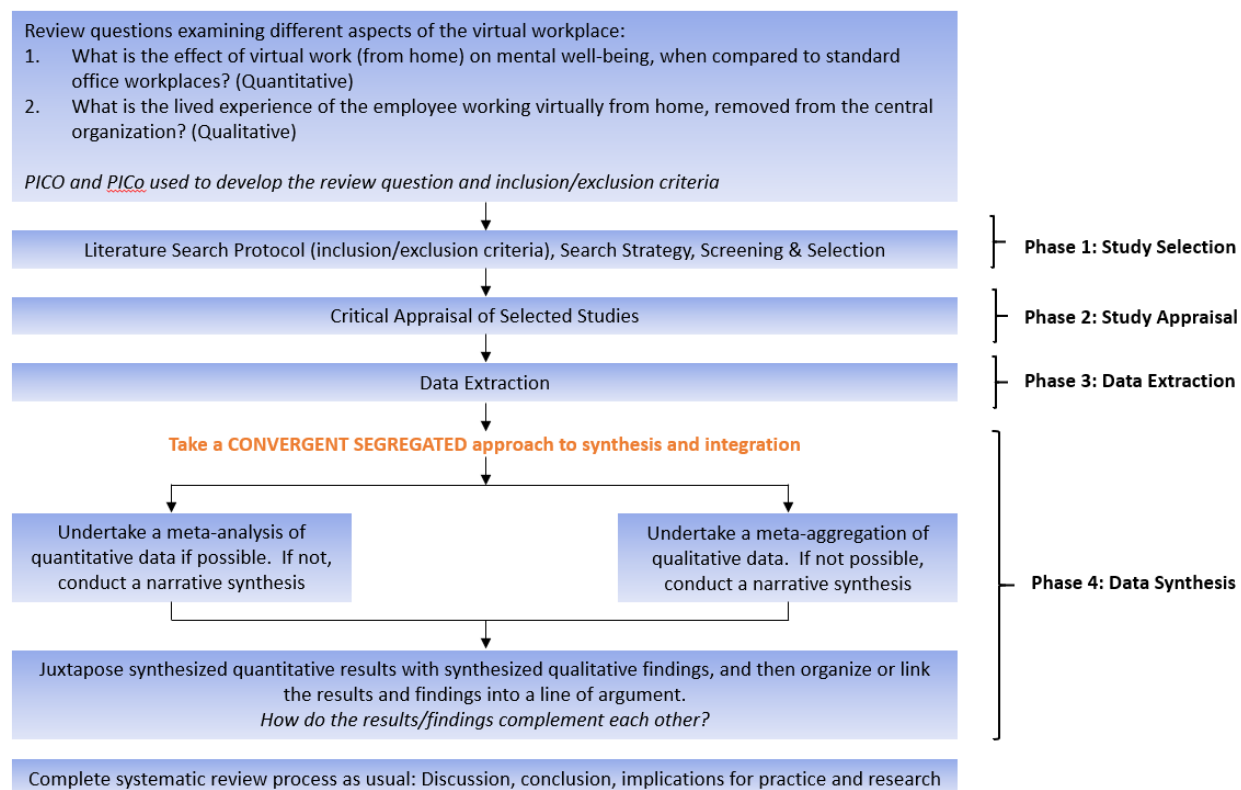 Review questions examining different aspects of the virtual workplace:
1. What is the effect of virtual work (from home) on mental well-being, when compared to standard
office workplaces? (Quantitative)
2. What is the lived experience of the employee working virtually from home, removed from the central
organization? (Qualitative)
PICO and PICo used to develop the review question and inclusion/exclusion criteria
Literature Search Protocol (inclusion/exclusion criteria), Search Strategy, Screening & Selection
Phase 1: Study Selection
Critical Appraisal of Selected Studies
Phase 2: Study Appraisal
Data Extraction
Phase 3: Data Extraction
Take a CONVERGENT SEGREGATED approach to synthesis and integration
Undertake a meta-analysis of
quantitative data if possible. If not,
conduct a narrative synthesis
Undertake a meta-aggregation of
qualitative data. If not possible,
conduct a narrative synthesis
Phase 4: Data Synthesis
Juxtapose synthesized quantitative results with synthesized qualitative findings, and then organize or link
the results and findings into a line of argument.
How do the results/findings complement each other?
Complete systematic review process as usual: Discussion, conclusion, implications for practice and research